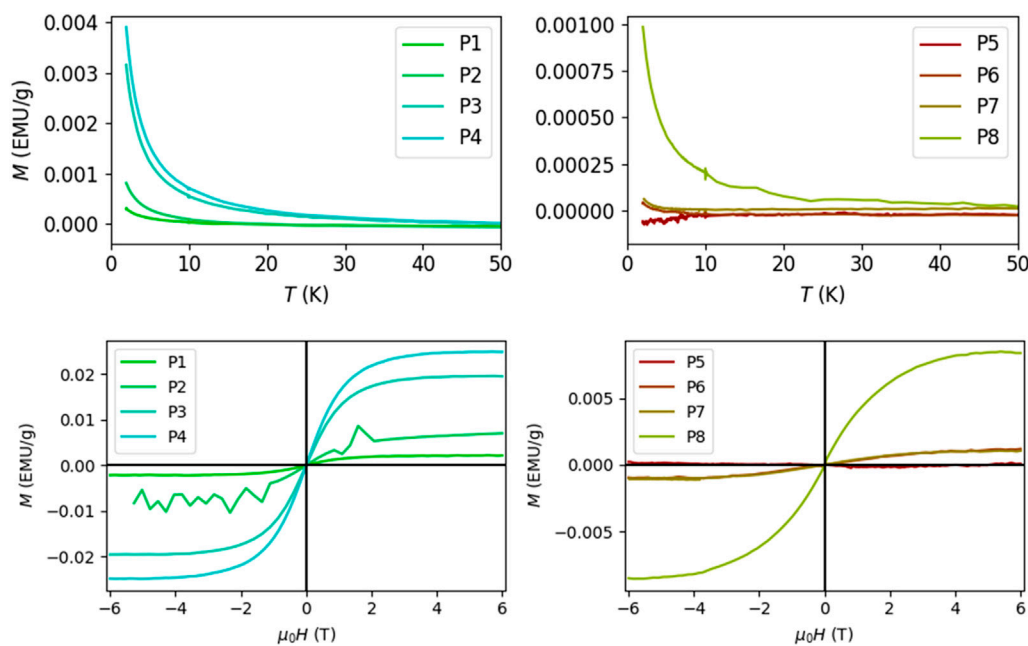 0.004
0.003
0.002
0.001
0.000
M (EMU/g)
P1
P2
P3
P4
0 10 20 30 40 50
T (K)
0.00100
0.00075
0.00050
0.00025
0.00000
P5
P6
P7
P8
0 10 20 30 40 50
T (K)
0.02
0.01
0.00
−0.01
−0.02
M (EMU/g)
P1
P2
P3
P4
−6 −4 −2 0 2 4 6
μ₀H (T)
0.005
0.000
−0.005
M (EMU/g)
P5
P6
P7
P8
−6 −4 −2 0 2 4 6
μ₀H (T)